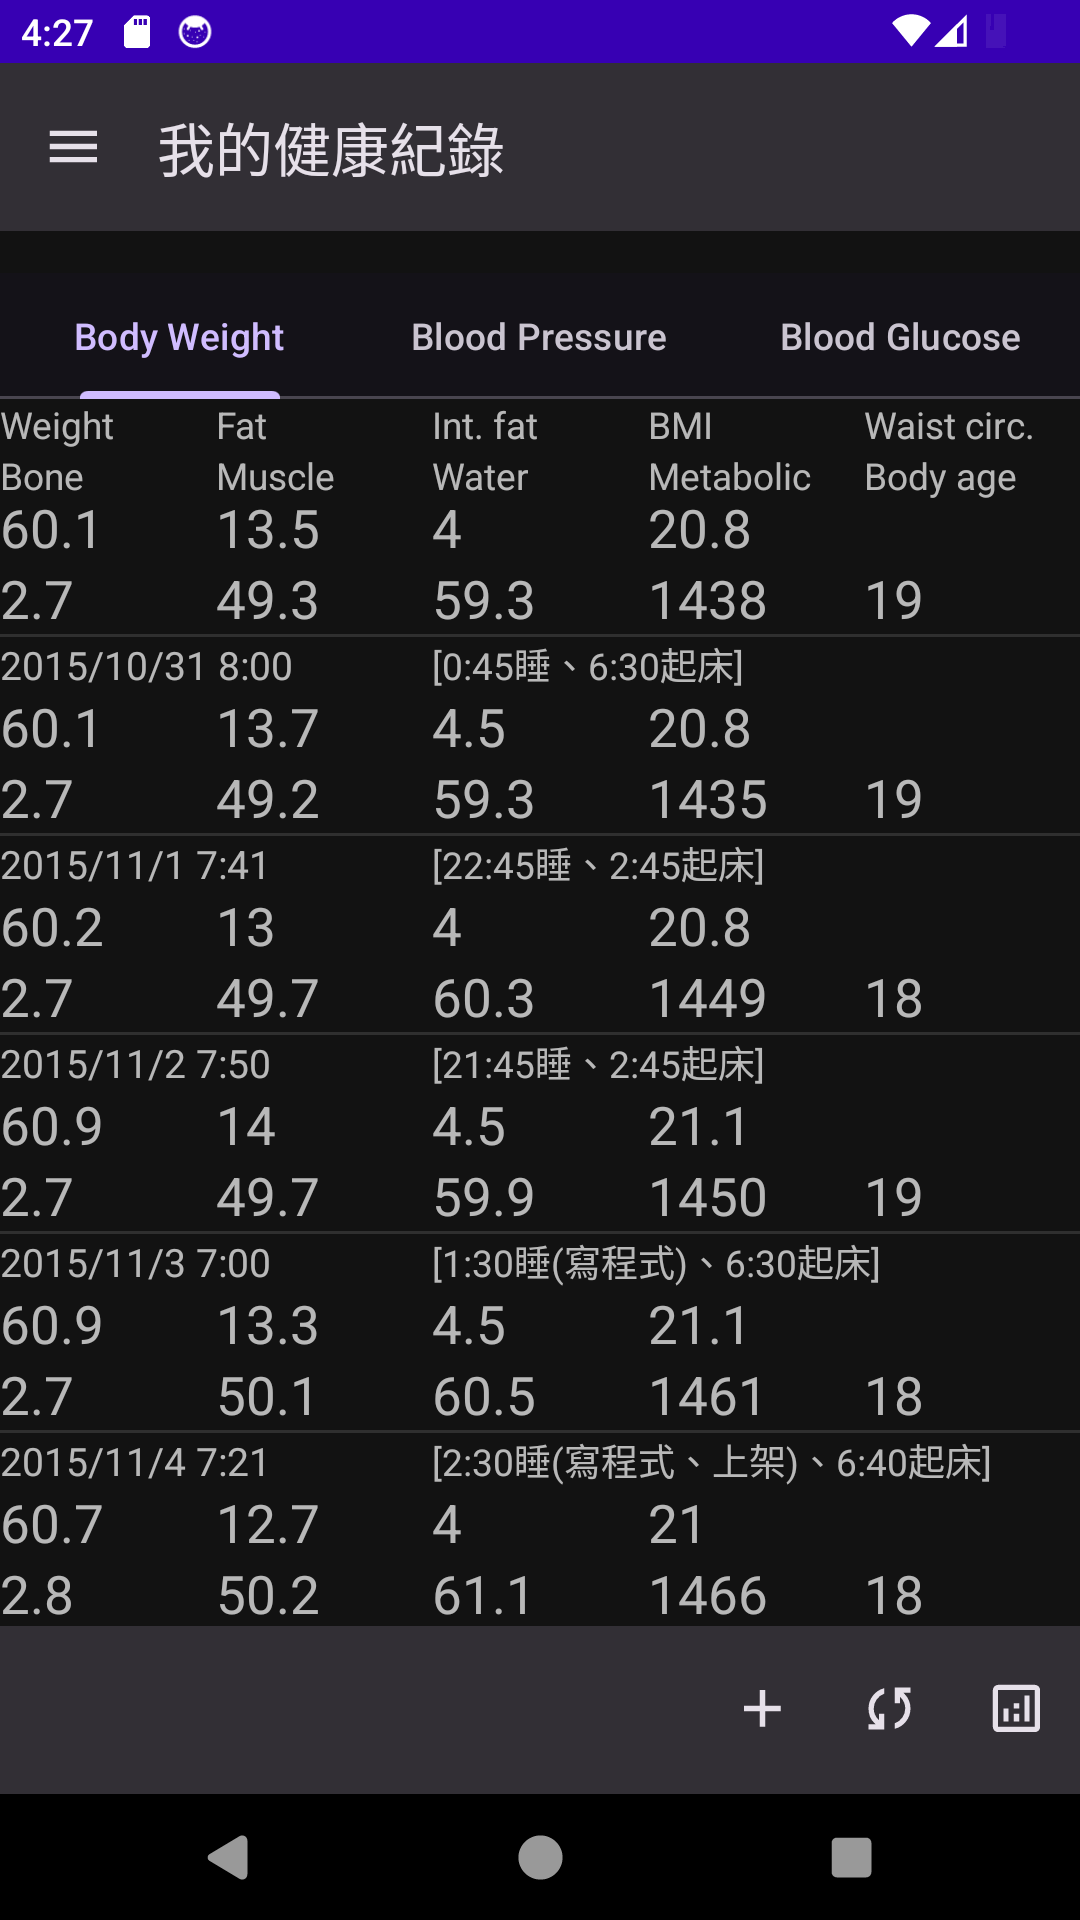 4:27
我的健康紀錄
Body Weight Blood Pressure Blood Glucose
Weight Fat Int. fat BMI Waist circ.
Bone Muscle Water Metabolic Body age
60.1 13.5 4 20.8
2.7 49.3 59.3 1438 19
2015/10/31 8:00 [0:45睡、6:30起床]
60.1 13.7 4.5 20.8
2.7 49.2 59.3 1435 19
2015/11/1 7:41 [22:45睡、2:45起床]
60.2 13 4 20.8
2.7 49.7 60.3 1449 18
2015/11/2 7:50 [21:45睡、2:45起床]
60.9 14 4.5 21.1
2.7 49.7 59.9 1450 19
2015/11/3 7:00 [1:30睡(寫程式)、6:30起床]
60.9 13.3 4.5 21.1
2.7 50.1 60.5 1461 18
2015/11/4 7:21 [2:30睡(寫程式、上架)、6:40起床]
60.7 12.7 4 21
2.8 50.2 61.1 1466 18